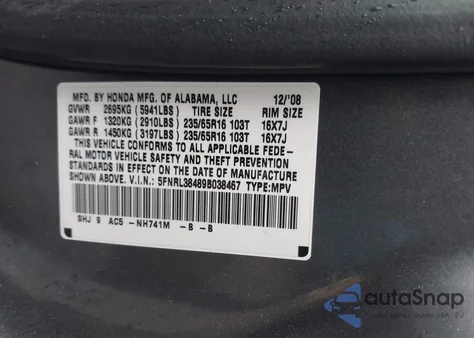 MFD. BY HONDA MFG. OF ALABAMA, LLC 12/'08
GVWR 2695KG (5941LBS) TIRE SIZE RIM SIZE
GAWR F 1320KG (2910LBS) 235/65R16 103T 16X7J
GAWR R 1450KG (3197LBS) 235/65R16 103T 16X7J
THIS VEHICLE CONFORMS TO ALL APPLICABLE FEDE-
RAL MOTOR VEHICLE SAFETY AND THEFT PREVENTION
STANDARDS IN EFFECT ON THE DATE OF MANUFACTURE
SHOWN ABOVE. V.I.N.: 5FNRL38489B038467 TYPE:MPV
SHJ 9 AC5 -NH741M -B -B
autoSnap